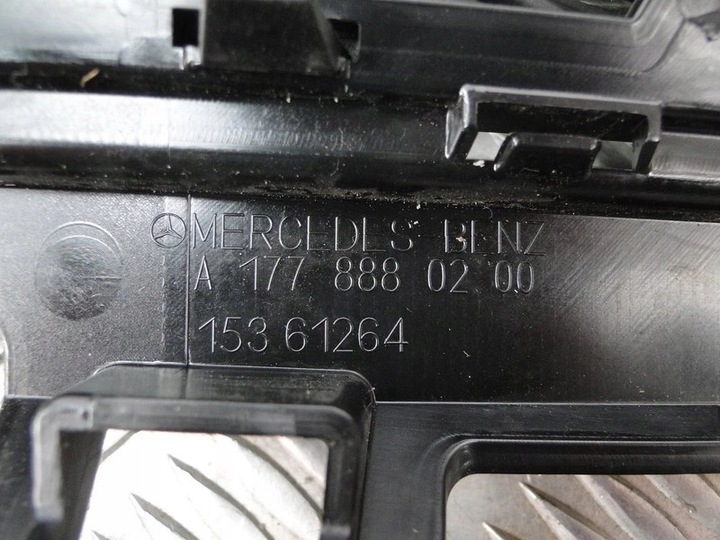 MERCEDES-BENZ
A 177 888 02 00
153 61264